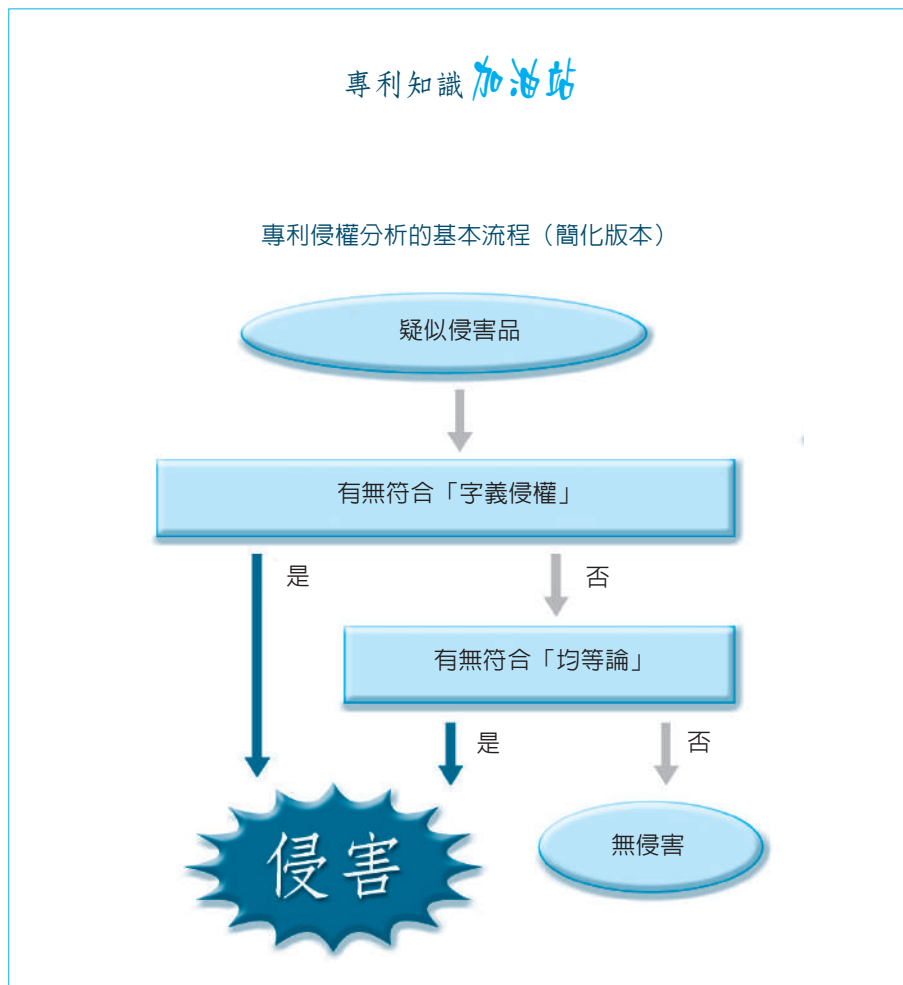 專利知識加油站
專利侵權分析的基本流程（簡化版本）
疑似侵害品
有無符合「字義侵權」
是
否
有無符合「均等論」
是
否
侵害
無侵害